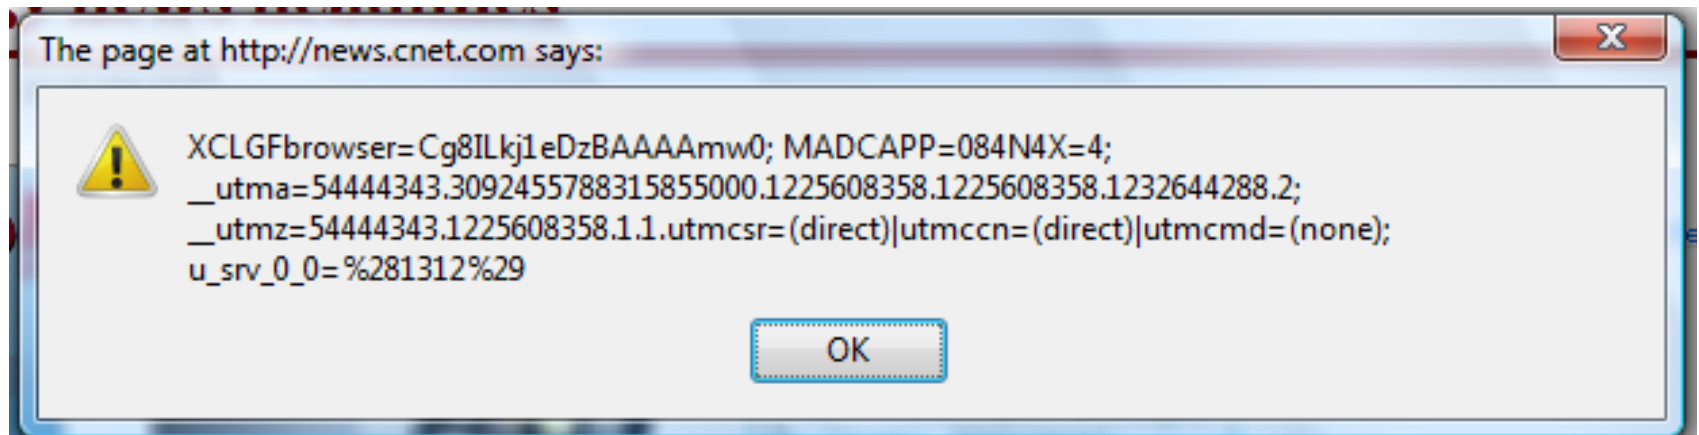 The page at http://news.cnet.com says:
XCLGFbrowser=Cg8ILkj1eDzBAAAAmw0; MADCAPP=084N4X=4;
__utma=54444343.3092455788315855000.1225608358.1225608358.1232644288.2;
__utmz=54444343.1225608358.1.1.utmcsr=(direct)|utmccn=(direct)|utmcmd=(none);
u_srv_0_0=%281312%29
OK